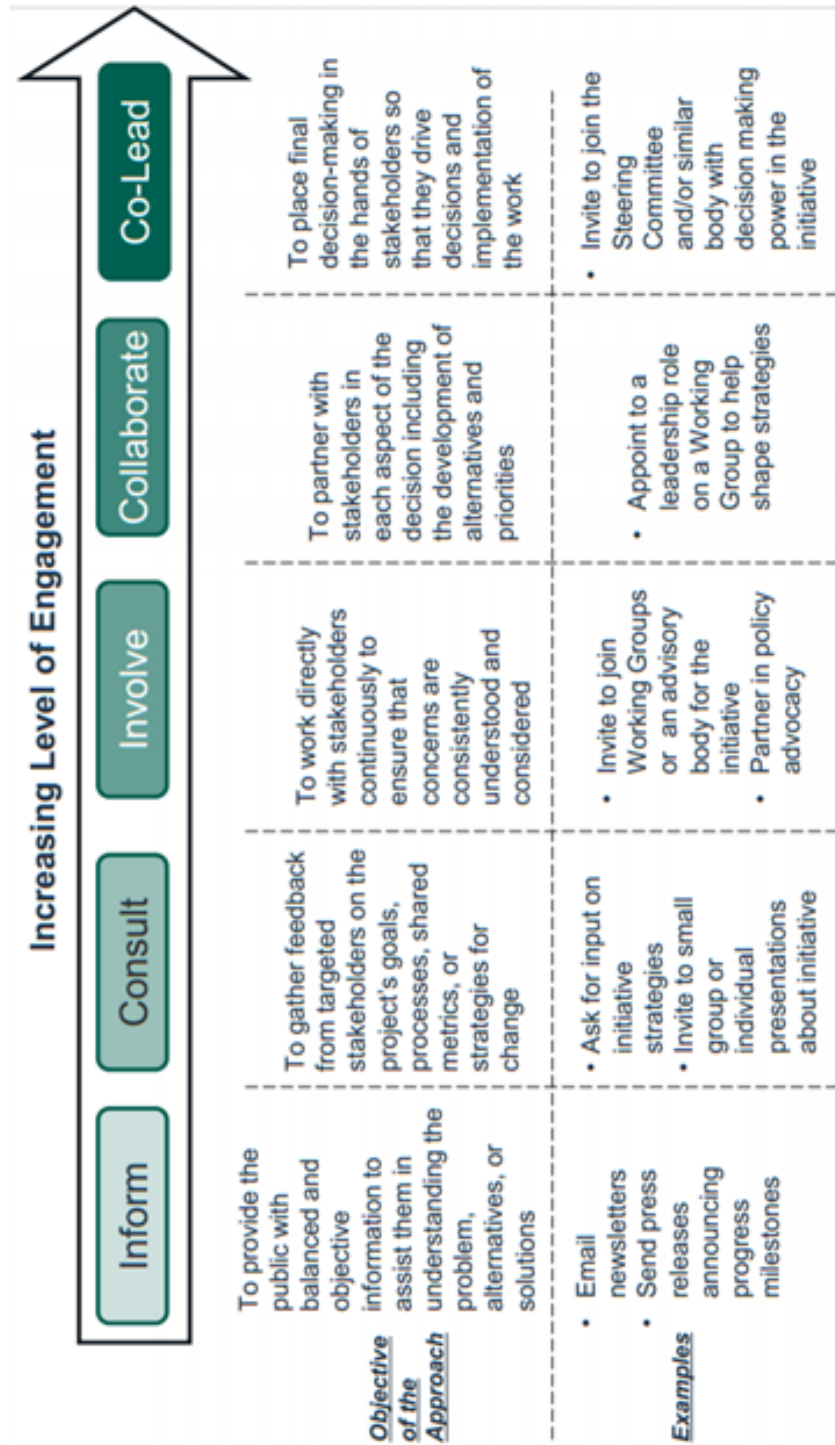 Increasing Level of Engagement
Inform
Consult
Involve
Collaborate
Co-Lead
Objective
of the
Approach
To provide the
public with
balanced and
objective
information to
assist them in
understanding the
problem,
alternatives, or
solutions
To gather feedback
from targeted
stakeholders on the
project's goals,
processes, shared
metrics, or
strategies for
change
To work directly
with stakeholders
continuously to
ensure that
concerns are
consistently
understood and
considered
To partner with
stakeholders in
each aspect of the
decision including
the development of
alternatives and
priorities
To place final
decision-making in
the hands of
stakeholders so
that they drive
decisions and
implementation of
the work
Examples
• Email
newsletters
• Send press
releases
announcing
progress
milestones
• Ask for input on
initiative
strategies
• Invite to small
group or
individual
presentations
about initiative
• Invite to join
Working Groups
or an advisory
body for the
initiative
• Partner in policy
advocacy
• Appoint to a
leadership role
on a Working
Group to help
shape strategies
• Invite to join the
Steering
Committee
and/or similar
body with
decision making
power in the
initiative